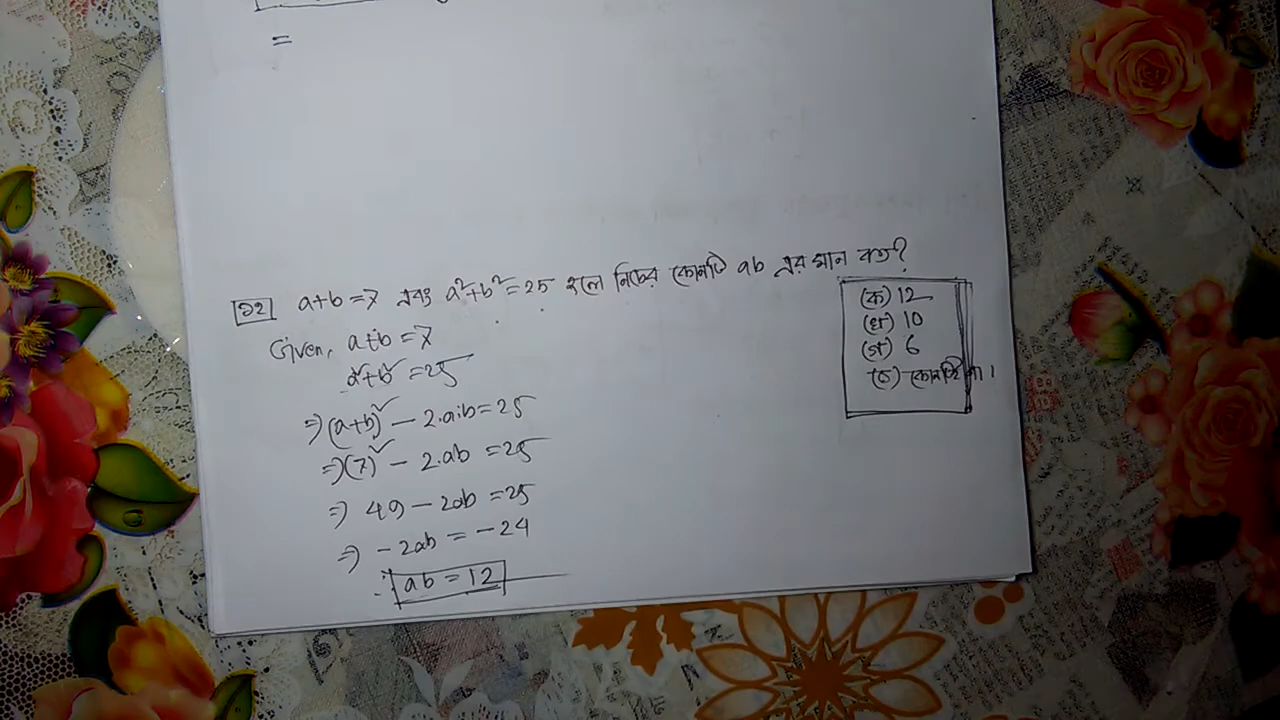 =
১২ a+b=7 এবং a²+b²=25 হলে নিচের কোনটি ab এর মান কত?
(ক) 12
(খ) 10
(গ) 6
(ঘ) কোনটি না।
Given, a+b=7
a²+b²=25
⇒(a+b)² - 2.a.b=25
⇒(7)² - 2.ab =25
⇒ 49 - 2ab =25
⇒ -2ab = -24
∴ ab = 12